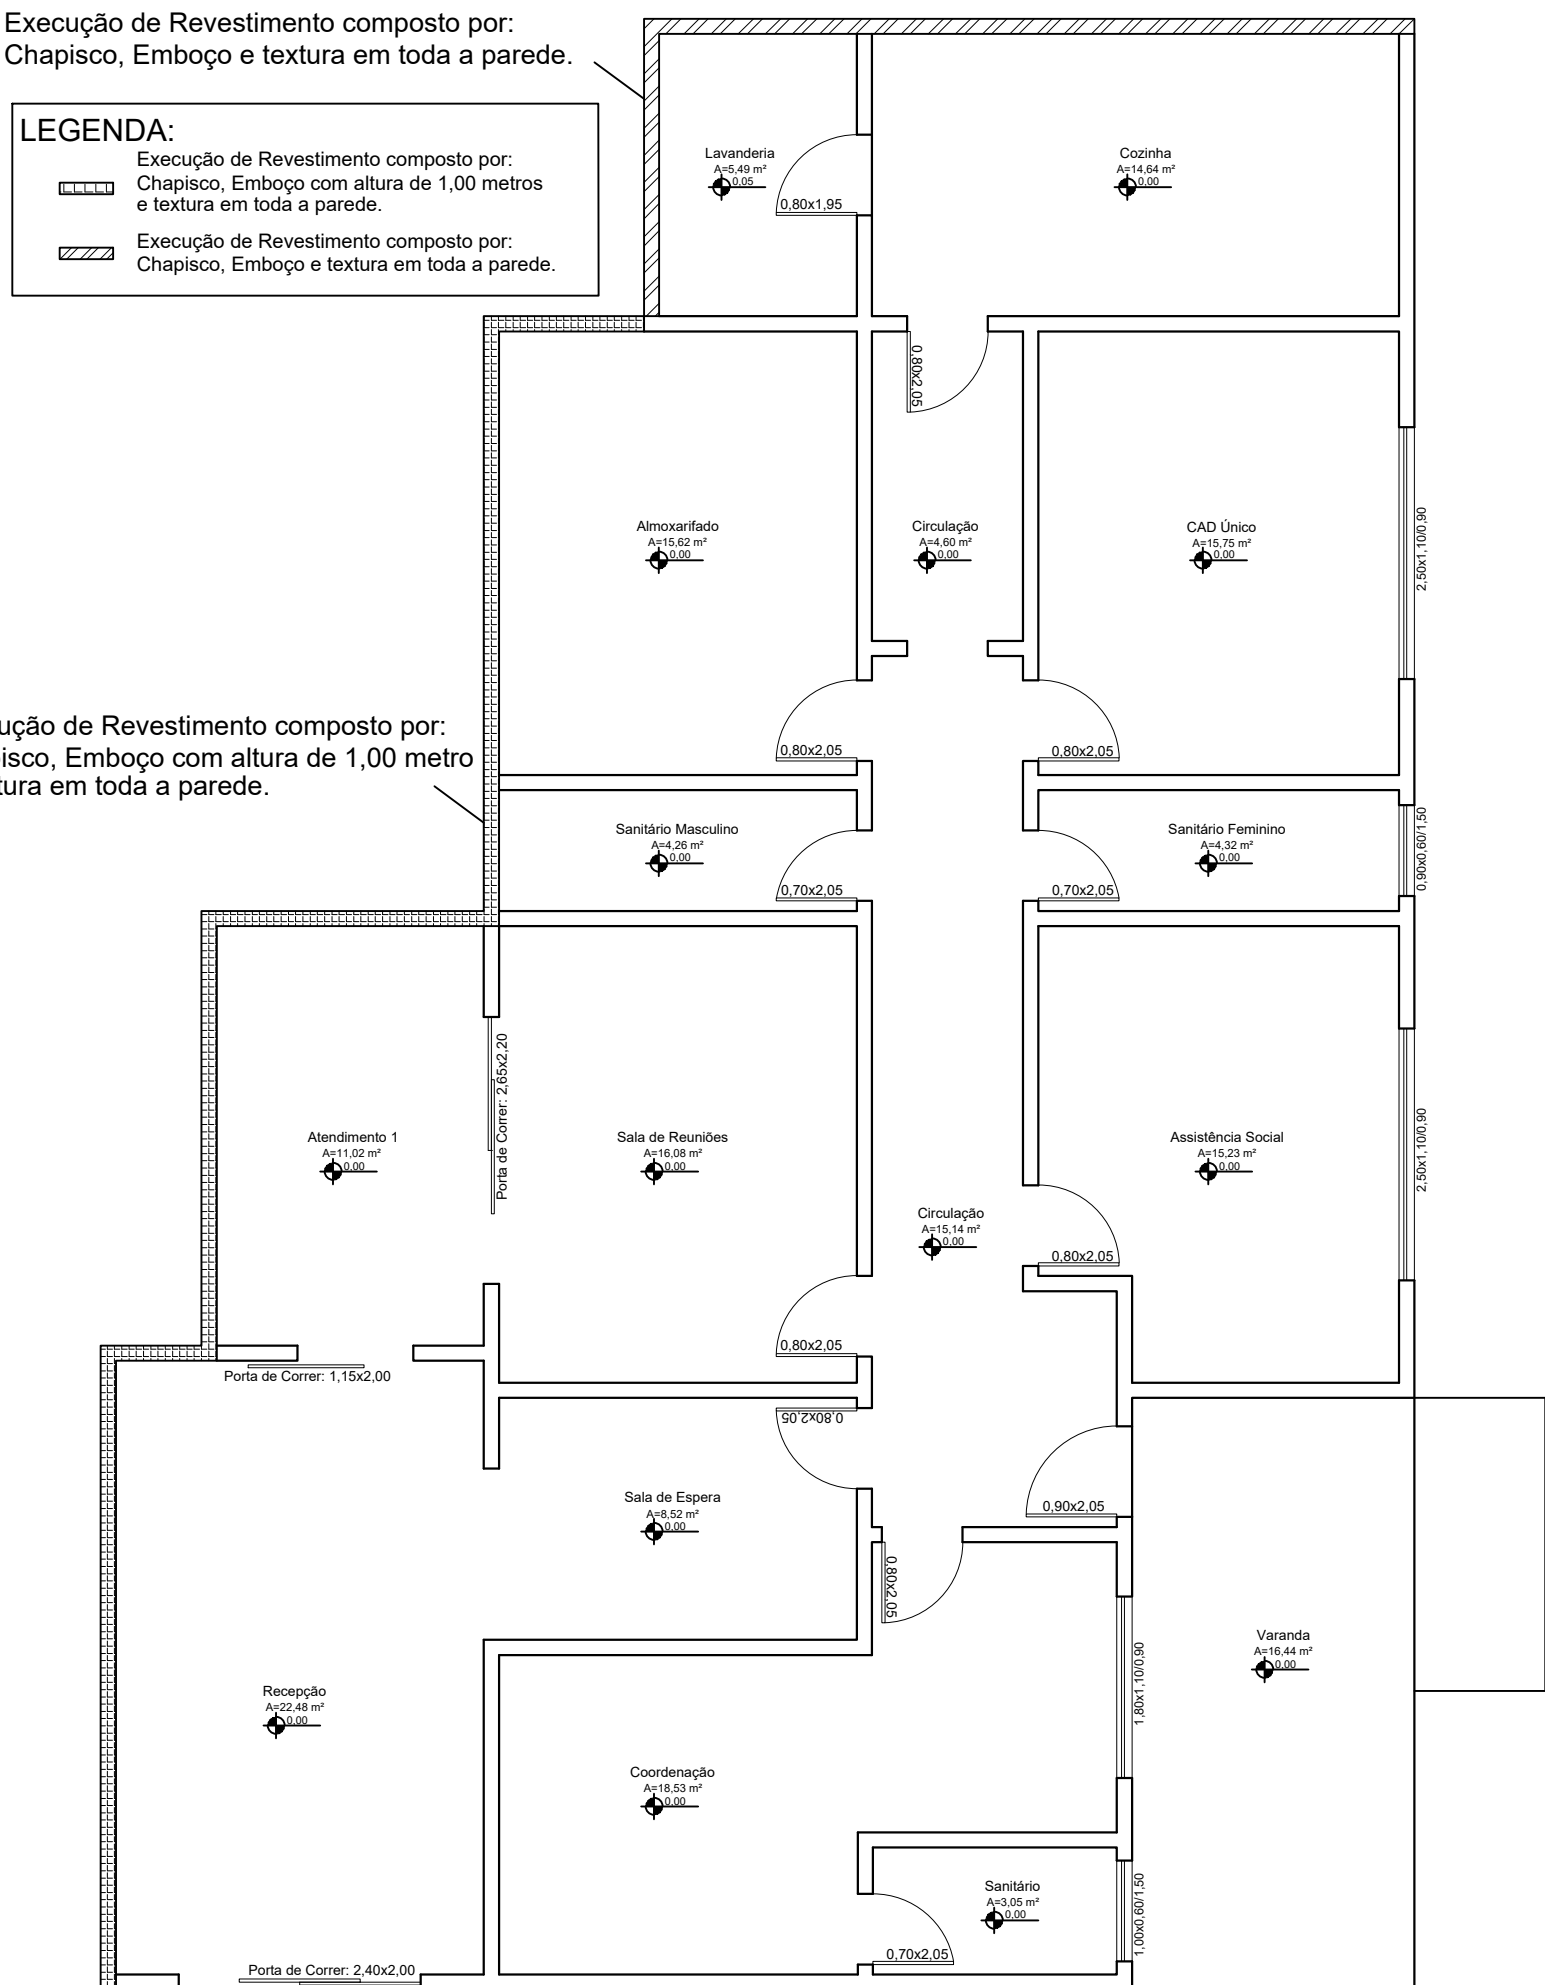 Execução de Revestimento composto por:
Chapisco, Emboço e textura em toda a parede.
LEGENDA:
Execução de Revestimento composto por:
Chapisco, Emboço com altura de 1,00 metros
e textura em toda a parede.
Execução de Revestimento composto por:
Chapisco, Emboço e textura em toda a parede.
Lavanderia
A=5,49 m²
0,05
0,80x1,95
Cozinha
A=14,64 m²
0,00
0,80x2,05
Almoxarifado
A=15,62 m²
0,00
Circulação
A=4,60 m²
0,00
CAD Único
A=15,75 m²
0,00
2,50x1,10/0,90
ução de Revestimento composto por:
isco, Emboço com altura de 1,00 metro
tura em toda a parede.
0,80x2,05
0,80x2,05
Sanitário Masculino
A=4,26 m²
0,00
0,70x2,05
Sanitário Feminino
A=4,32 m²
0,00
0,70x2,05
0,90x0,60/1,50
Atendimento 1
A=11,02 m²
0,00
Porta de Correr: 2,65x2,20
Sala de Reuniões
A=16,08 m²
0,00
Assistência Social
A=15,23 m²
0,00
2,50x1,10/0,90
Circulação
A=15,14 m²
0,00
0,80x2,05
0,80x2,05
Porta de Correr: 1,15x2,00
0,80x2,05
Sala de Espera
A=8,52 m²
0,00
0,90x2,05
0,80x2,05
Varanda
A=16,44 m²
0,00
1,80x1,10/0,90
Recepção
A=22,48 m²
0,00
Coordenação
A=18,53 m²
0,00
Sanitário
A=3,05 m²
0,00
1,00x0,60/1,50
0,70x2,05
Porta de Correr: 2,40x2,00